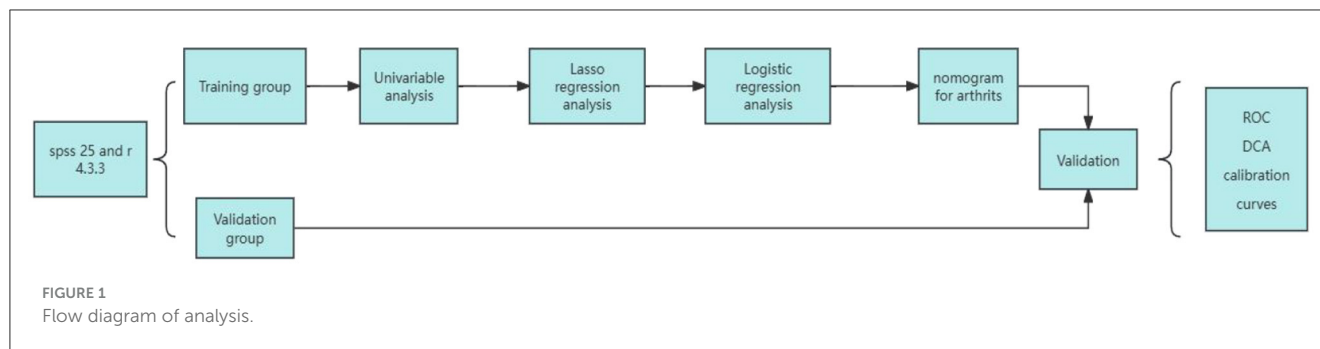 spss 25 and r
4.3.3
Training group
Univariable
analysis
Lasso
regression
analysis
Logistic
regression
analysis
nomogram
for arthrits
Validation
group
Validation
ROC
DCA
calibration
curves
FIGURE 1
Flow diagram of analysis.